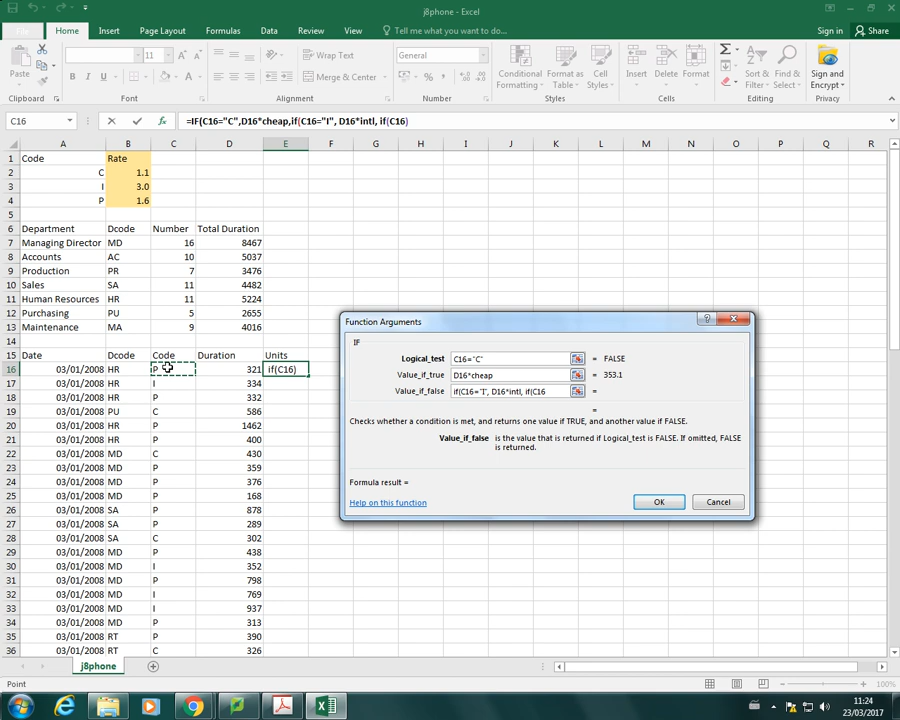 j8phone - Excel
File Home Insert Page Layout Formulas Data Review View Tell me what you want to do... Sign in Share
Paste 11 A A Wrap Text General Conditional Formatting Format as Table Cell Styles Insert Delete Format Sort & Filter Find & Select Sign and Encrypt
B I U A Merge & Center % ,
Clipboard Font Alignment Number Styles Cells Editing Privacy
C16 fx =IF(C16="C",D16*cheap,if(C16="I", D16*intl, if(C16)
A B C D E F G H I J K L M N O P Q R
1 Code Rate
2 C 1.1
3 I 3.0
4 P 1.6
5
6 Department Dcode Number Total Duration
7 Managing Director MD 16 8467
8 Accounts AC 10 5037
9 Production PR 7 3476
10 Sales SA 11 4482
11 Human Resources HR 11 5224
12 Purchasing PU 5 2655
13 Maintenance MA 9 4016
14
15 Date Dcode Code Duration Units
16 03/01/2008 HR P 321 if(C16)
17 03/01/2008 HR I 334
18 03/01/2008 HR P 332
19 03/01/2008 PU C 586
20 03/01/2008 HR P 1462
21 03/01/2008 HR P 400
22 03/01/2008 MD C 430
23 03/01/2008 MD P 359
24 03/01/2008 MD P 376
25 03/01/2008 MD P 168
26 03/01/2008 SA P 878
27 03/01/2008 SA P 289
28 03/01/2008 SA C 302
29 03/01/2008 MD P 438
30 03/01/2008 MD I 352
31 03/01/2008 MD P 798
32 03/01/2008 MD I 769
33 03/01/2008 MD I 937
34 03/01/2008 MD P 313
35 03/01/2008 RT P 390
36 03/01/2008 RT C 326
Function Arguments
IF
Logical_test C16="C" = FALSE
Value_if_true D16*cheap = 353.1
Value_if_false if(C16="I", D16*intl, if(C16 =
=
Checks whether a condition is met, and returns one value if TRUE, and another value if FALSE.
Value_if_false is the value that is returned if Logical_test is FALSE. If omitted, FALSE
is returned.
Formula result =
Help on this function OK Cancel
j8phone
Point 100%
11:24
23/03/2017